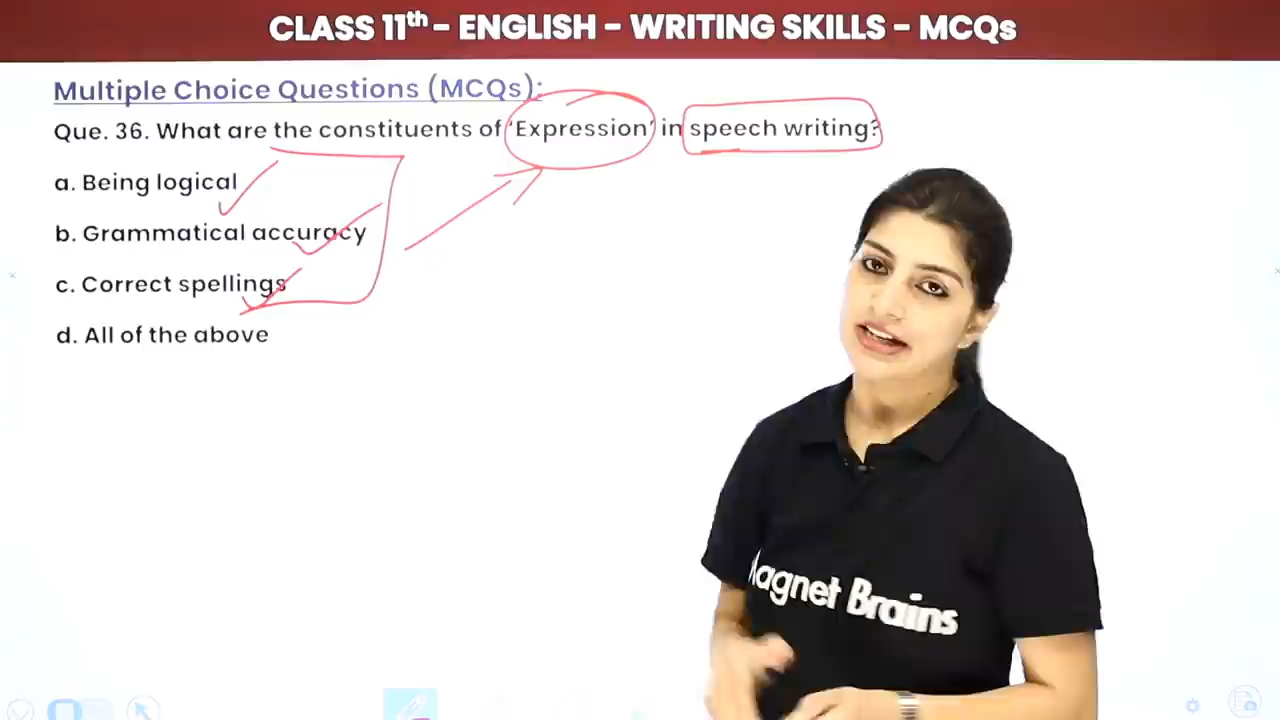 CLASS 11th – ENGLISH – WRITING SKILLS – MCQs
Multiple Choice Questions (MCQs):
Que. 36. What are the constituents of 'Expression' in speech writing?
a. Being logical
b. Grammatical accuracy
c. Correct spellings
d. All of the above
Magnet Brains